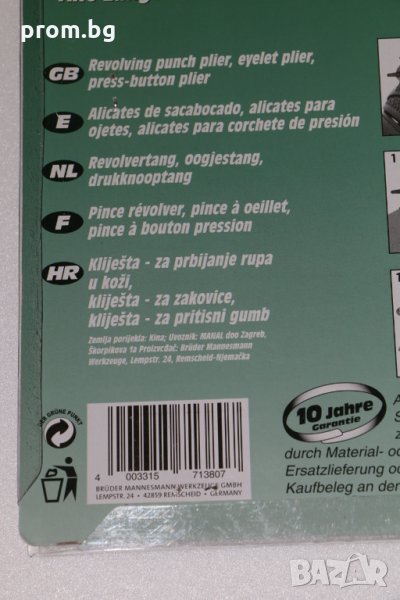 prom.bg
GB Revolving punch plier, eyelet plier,
press-button plier
E Alicates de sacabocado, alicates para
ojetes, alicates para corchete de presión
NL Revolvertang, oogjestang,
drukknooptang
F Pince révolver, pince à oeillet,
pince à bouton pression
HR Kliješta - za prbijanje rupa
u koži,
kliješta - za zakovice,
kliješta - za pritisni gumb
Zemlja porijekla: Kina; Uvoznik: MANAL doo Zagreb,
Škorpikova 1a Proizvođač: Brüder Mannesmann
Werkzeuge, Lempstr. 24, Remscheid-Njemačka
DER GRÜNE PUNKT
4 003315 713807
BRÜDER MANNESMANN WERKZEUGE GMBH
LEMPSTR. 24 • 42859 REMSCHEID • GERMANY
1
1
10 Jahre
Garantie
durch Material- o
Ersatzlieferung od
Kaufbeleg an den
BAZAR